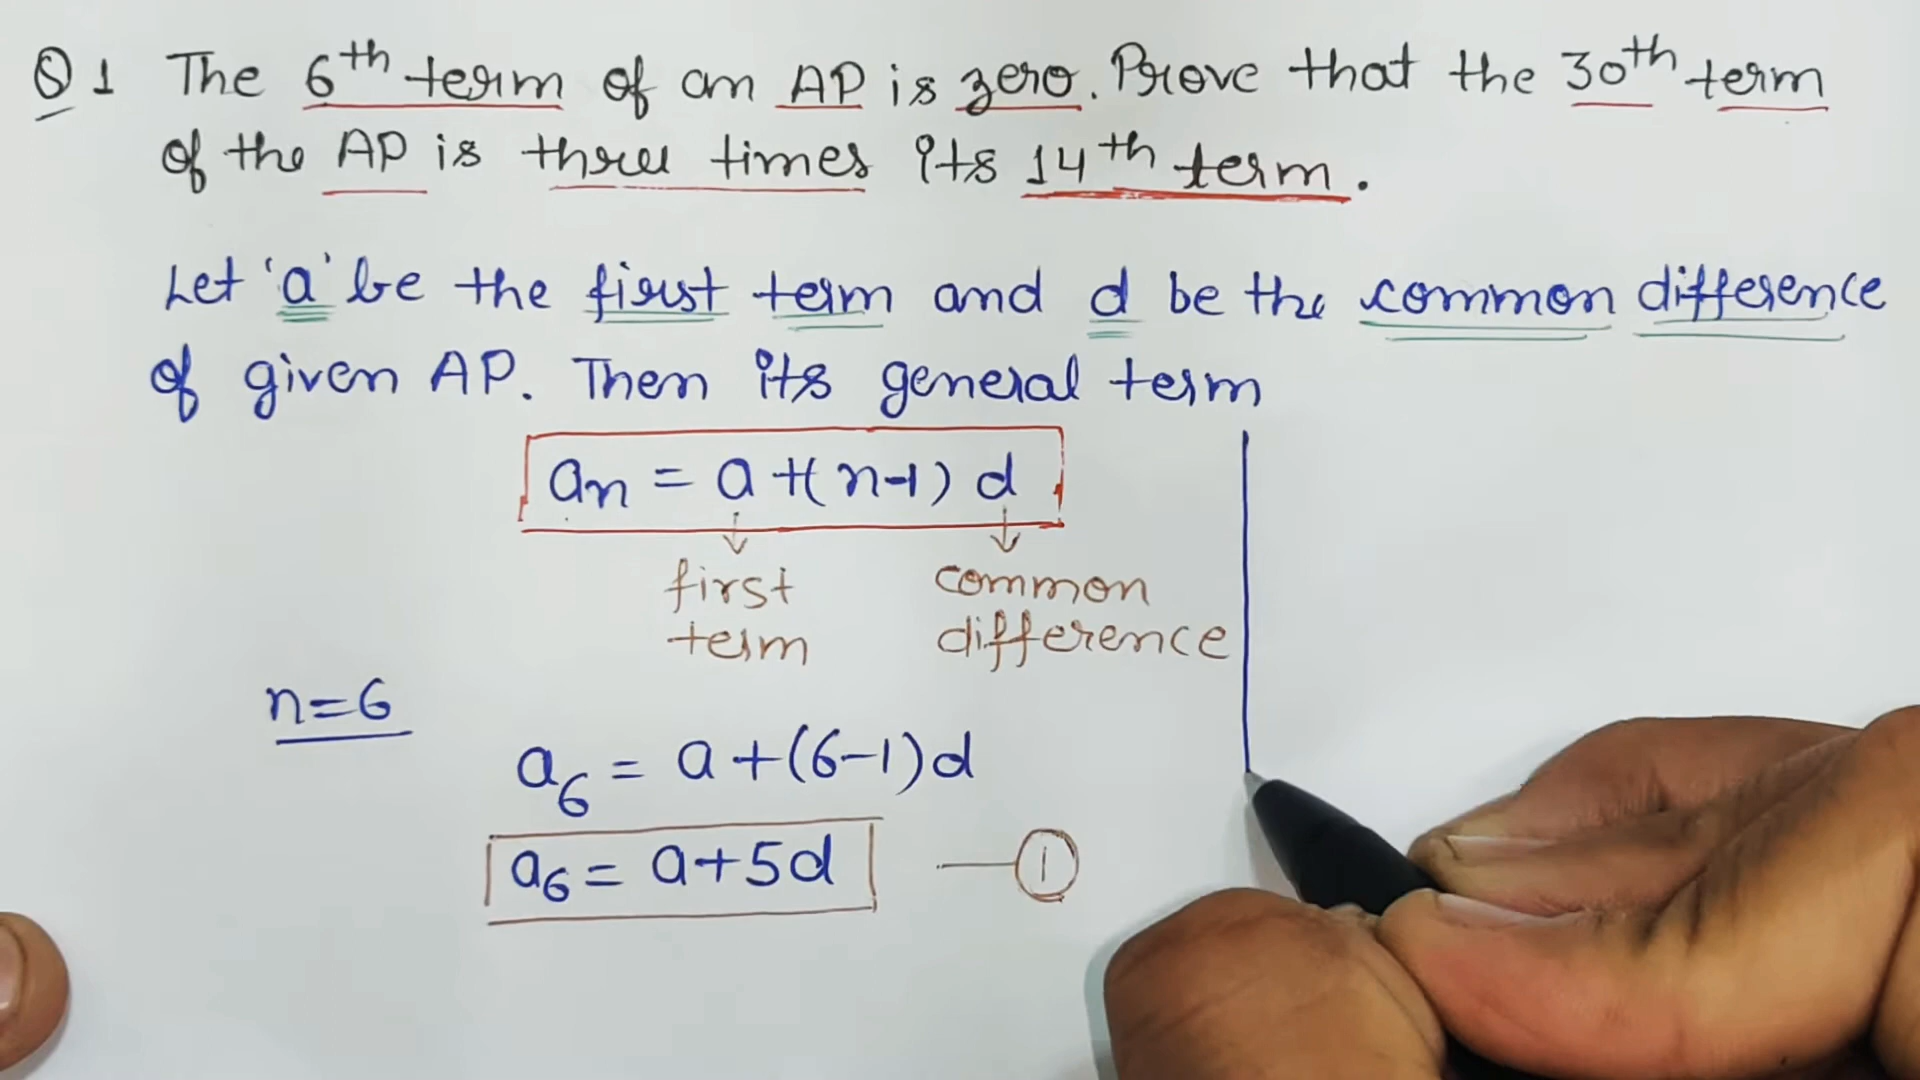 Q 1 The 6th term of an AP is zero. Prove that the 30th term
of the AP is three times its 14th term.
Let 'a' be the first term and d be the common difference
of given AP. Then its general term
an = a + (n-1) d
first term
common difference
n=6
a6 = a + (6-1)d
a6 = a+5d — 1